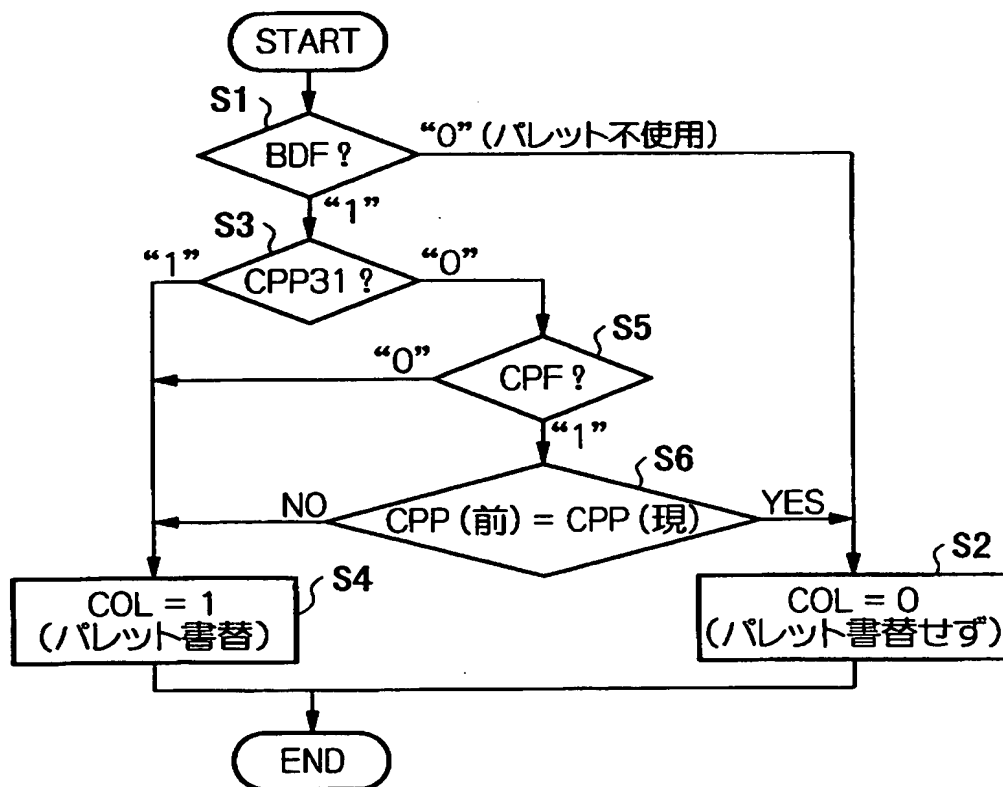 START
S1
BDF?
“0”(パレット不使用)
“1”
S3
“1”
CPP31?
“0”
S5
“0”
CPF?
“1”
S6
NO
CPP(前)=CPP(現)
YES
S4
S2
COL = 1
(パレット書替)
COL = 0
(パレット書替せず)
END